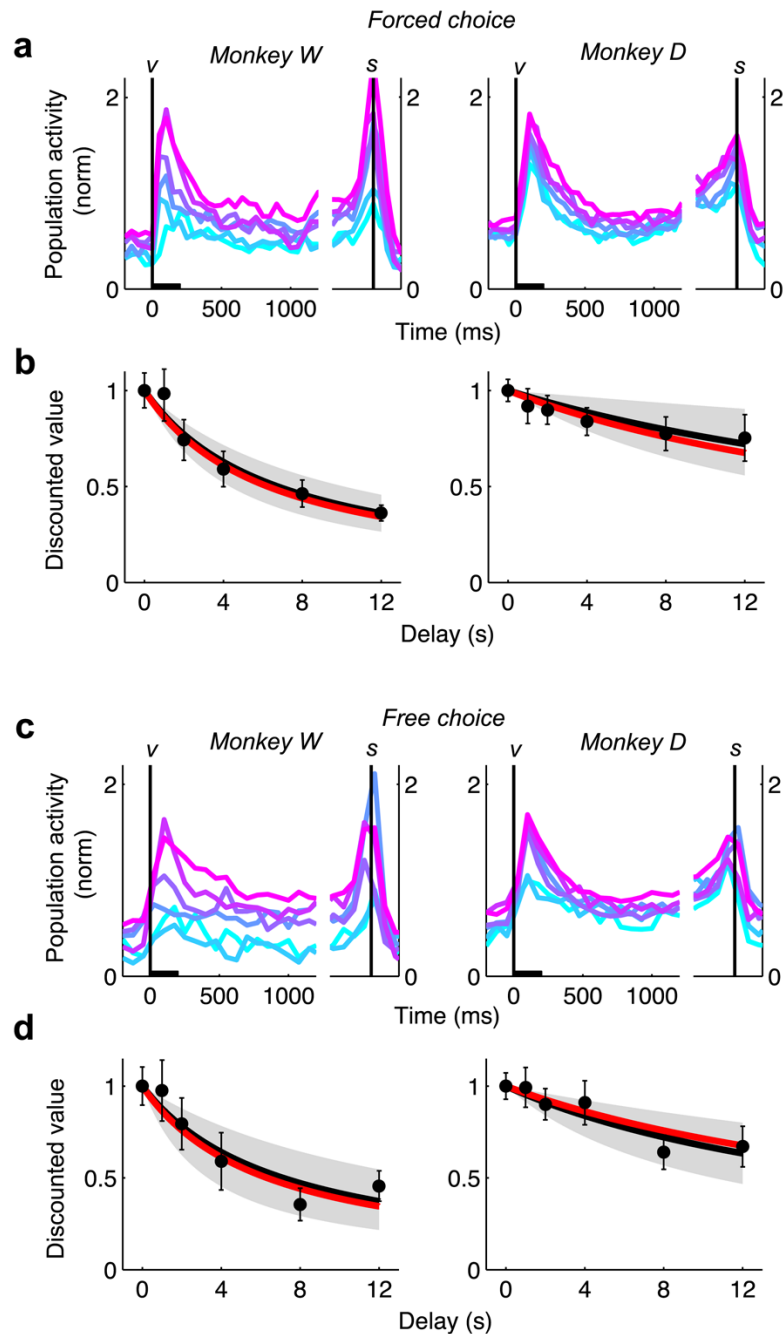 Forced choice
a
Monkey W
Monkey D
v
s
v
s
Population activity
(norm)
2
2
2
0
0
0
0
500
1000
0
500
1000
Time (ms)
b
Discounted value
1
1
0.5
0.5
0
0
0
4
8
12
0
4
8
12
Delay (s)
Free choice
c
Monkey W
Monkey D
v
s
v
s
Population activity
(norm)
2
2
2
2
0
0
0
0
0
500
1000
0
500
1000
Time (ms)
d
Discounted value
1
1
0.5
0.5
0
0
0
4
8
12
0
4
8
12
Delay (s)